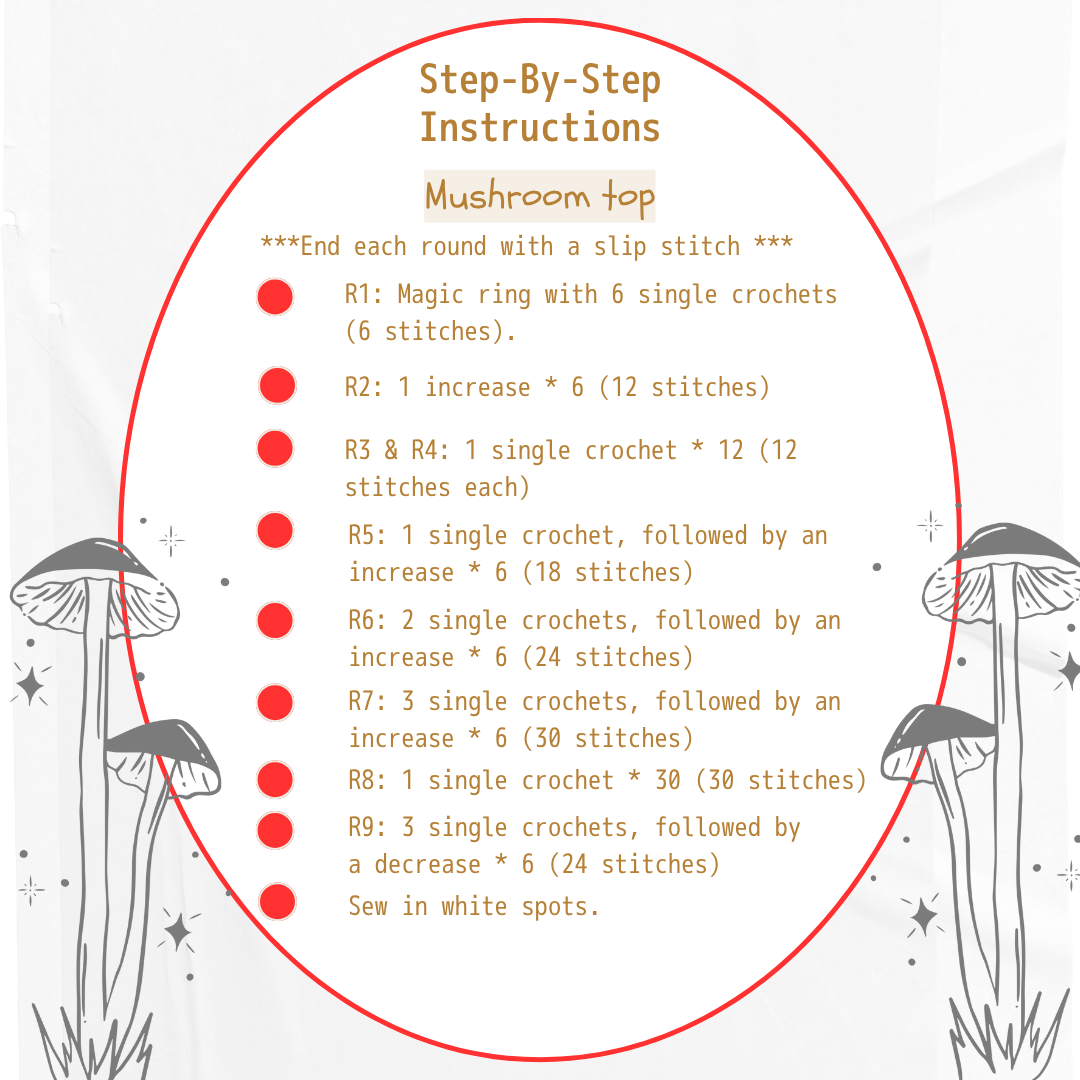 Step-By-Step
Instructions
Mushroom top
***End each round with a slip stitch ***
R1: Magic ring with 6 single crochets
(6 stitches).
R2: 1 increase * 6 (12 stitches)
R3 & R4: 1 single crochet * 12 (12
stitches each)
R5: 1 single crochet, followed by an
increase * 6 (18 stitches)
R6: 2 single crochets, followed by an
increase * 6 (24 stitches)
R7: 3 single crochets, followed by an
increase * 6 (30 stitches)
R8: 1 single crochet * 30 (30 stitches)
R9: 3 single crochets, followed by
a decrease * 6 (24 stitches)
Sew in white spots.